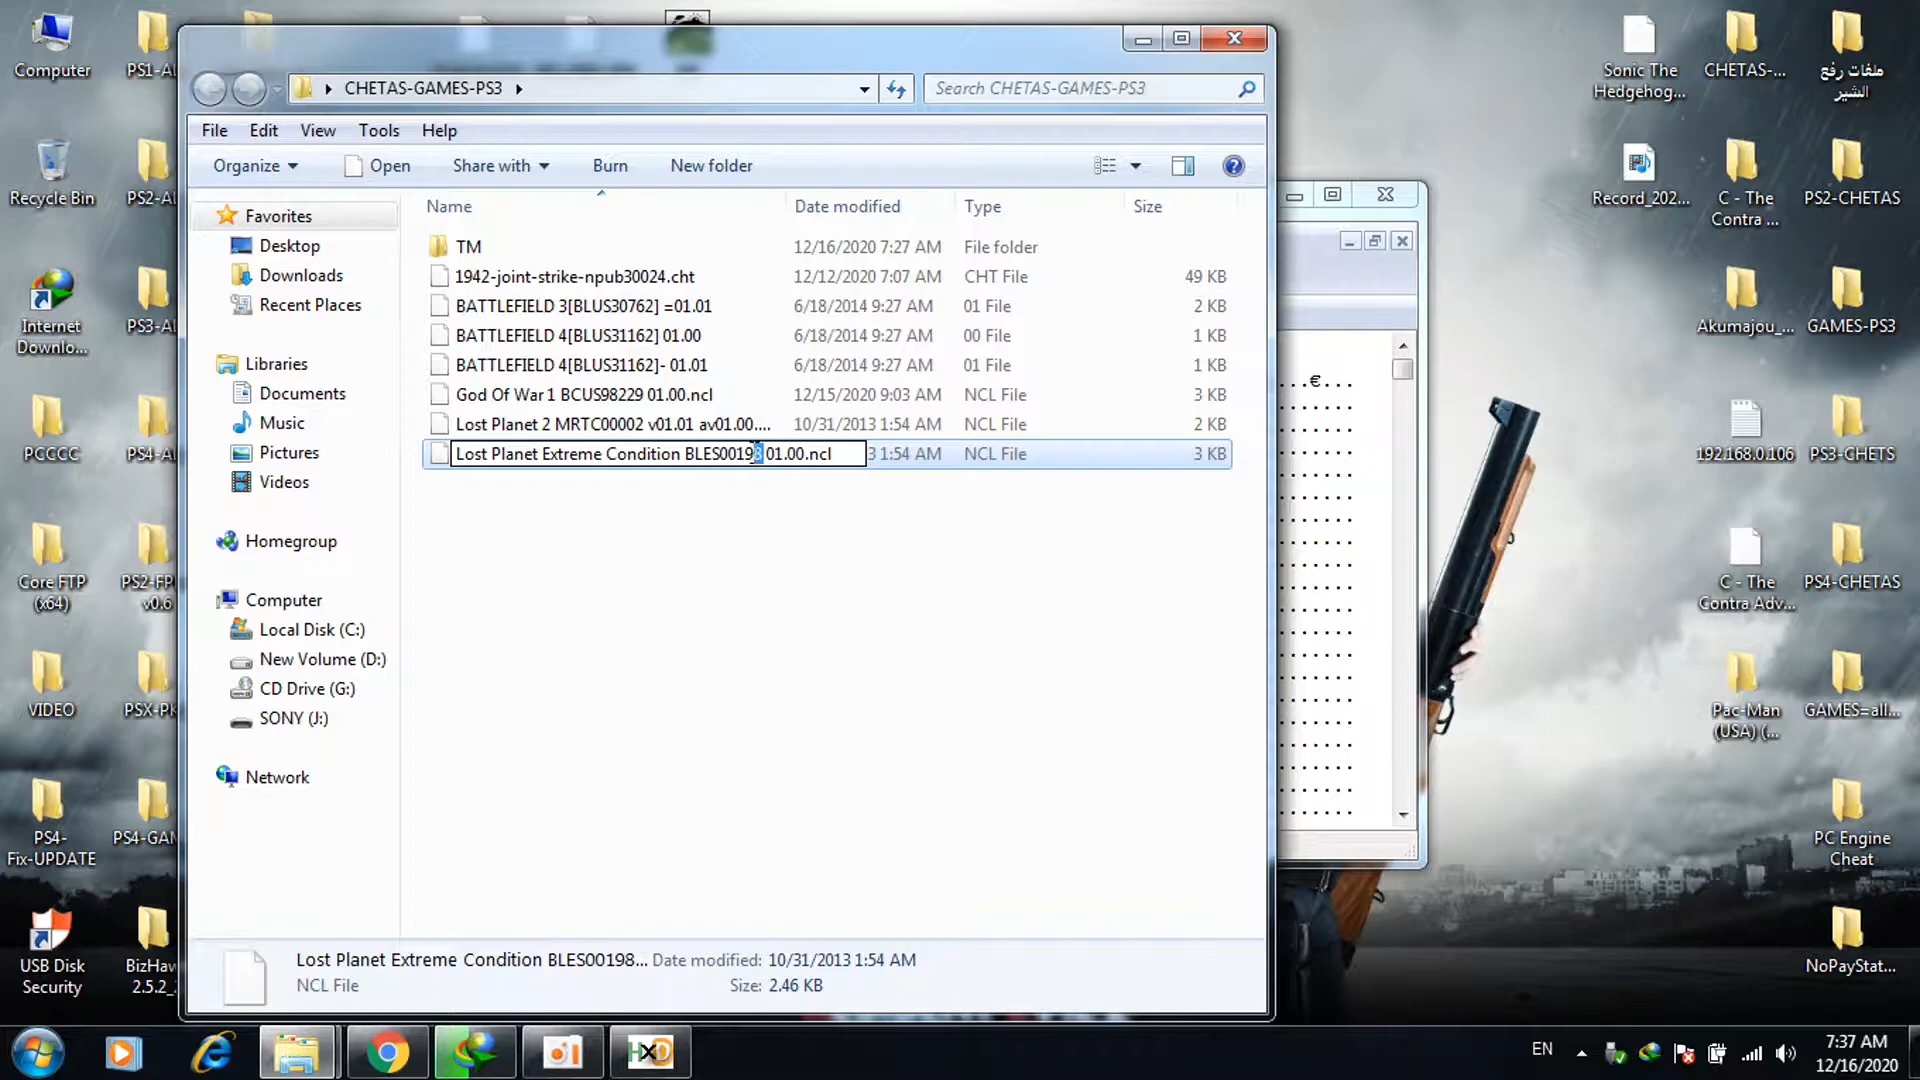 Computer
PS1-AL
Recycle Bin
PS2-AL
Internet
Downlo...
PS3-AL
PCCCC
PS4-AL
Core FTP
(x64)
PS2-FP
v0.6
VIDEO
PSX-PK
PS4-
Fix-UPDATE
PS4-GAM
USB Disk
Security
BizHaw
2.5.2_
CHETAS-GAMES-PS3
Search CHETAS-GAMES-PS3
File Edit View Tools Help
Organize Open Share with Burn New folder
Favorites
Desktop
Downloads
Recent Places
Libraries
Documents
Music
Pictures
Videos
Homegroup
Computer
Local Disk (C:)
New Volume (D:)
CD Drive (G:)
SONY (J:)
Network
Name Date modified Type Size
TM 12/16/2020 7:27 AM File folder
1942-joint-strike-npub30024.cht 12/12/2020 7:07 AM CHT File 49 KB
BATTLEFIELD 3[BLUS30762] =01.01 6/18/2014 9:27 AM 01 File 2 KB
BATTLEFIELD 4[BLUS31162] 01.00 6/18/2014 9:27 AM 00 File 1 KB
BATTLEFIELD 4[BLUS31162]- 01.01 6/18/2014 9:27 AM 01 File 1 KB
God Of War 1 BCUS98229 01.00.ncl 12/15/2020 9:03 AM NCL File 3 KB
Lost Planet 2 MRTC00002 v01.01 av01.00.... 10/31/2013 1:54 AM NCL File 2 KB
Lost Planet Extreme Condition BLES00198 01.00.ncl 3 1:54 AM NCL File 3 KB
Lost Planet Extreme Condition BLES00198... Date modified: 10/31/2013 1:54 AM
NCL File Size: 2.46 KB
...€...
Sonic The
Hedgehog...
CHETAS-...
ملفات رفع
الشير
Record_202...
C - The
Contra ...
PS2-CHETAS
Akumajou_...
GAMES-PS3
192.168.0.106
PS3-CHETS
C - The
Contra Adv...
PS4-CHETAS
Pac-Man
(USA) (...
GAMES=all...
PC Engine
Cheat
NoPayStat...
HXD
EN
7:37 AM
12/16/2020